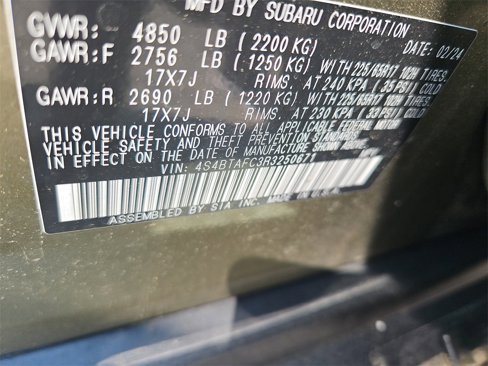 MFD BY SUBARU CORPORATION
GVWR: 4850 LB ( 2200 KG) DATE: 02/24
GAWR:F 2756 LB ( 1250 KG) WITH 225/65R17 102H TIRES,
17X7J RIMS, AT 240 KPA ( 35 PSI) COLD
GAWR:R 2690 LB ( 1220 KG) WITH 225/65R17 102H TIRES,
17X7J RIMS, AT 230 KPA ( 33 PSI) COLD
THIS VEHICLE CONFORMS TO ALL APPLICABLE FEDERAL MOTOR
VEHICLE SAFETY AND THEFT PREVENTION STANDARDS
IN EFFECT ON THE DATE OF MANUFACTURE SHOWN ABOVE.
VIN: 4S4BTAFC3R3250671
ASSEMBLED BY SIA INC. MADE IN U.S.A.